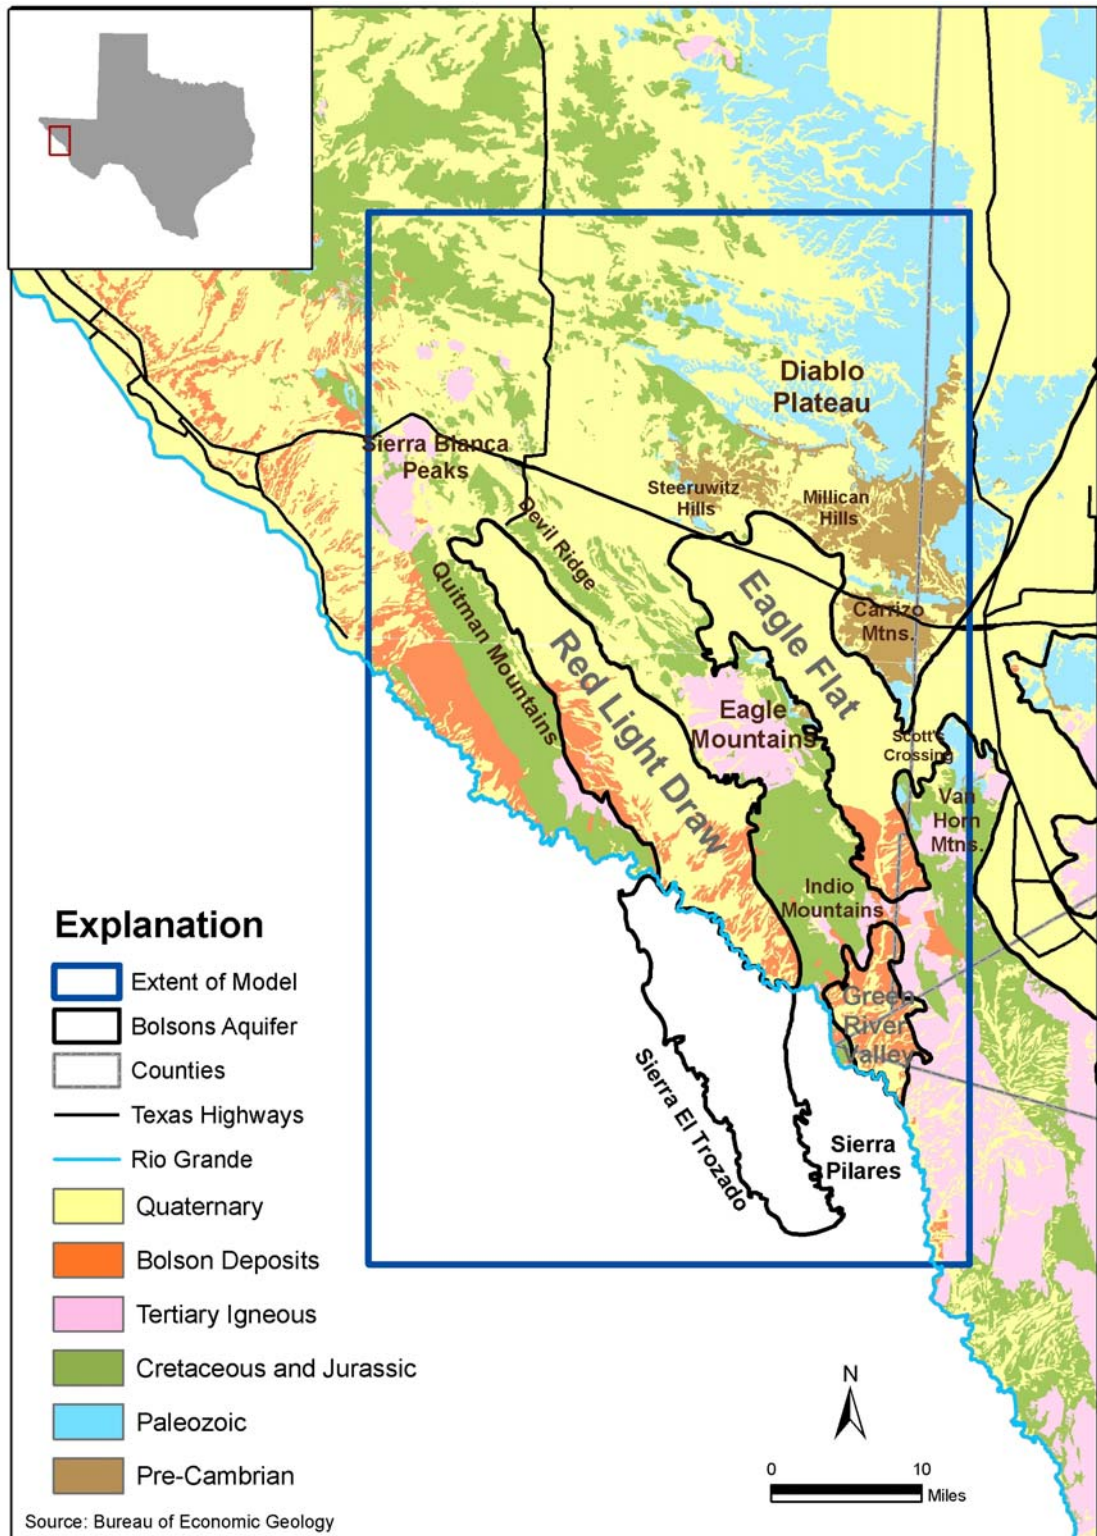 Diablo
Plateau
Sierra Blanca
Peaks
Steeruwitz
Hills
Millican
Hills
Devil Ridge
Quitman Mountains
Eagle Flat
Carrizo
Mtns.
Red Light Draw
Eagle
Mountains
Scott's
Crossing
Van
Horn
Mtns.
Indio
Mountains
Green
River
Valley
Sierra El Trozado
Sierra
Pilares
Explanation
Extent of Model
Bolsons Aquifer
Counties
Texas Highways
Rio Grande
Quaternary
Bolson Deposits
Tertiary Igneous
Cretaceous and Jurassic
Paleozoic
Pre-Cambrian
N
0 10
Miles
Source: Bureau of Economic Geology